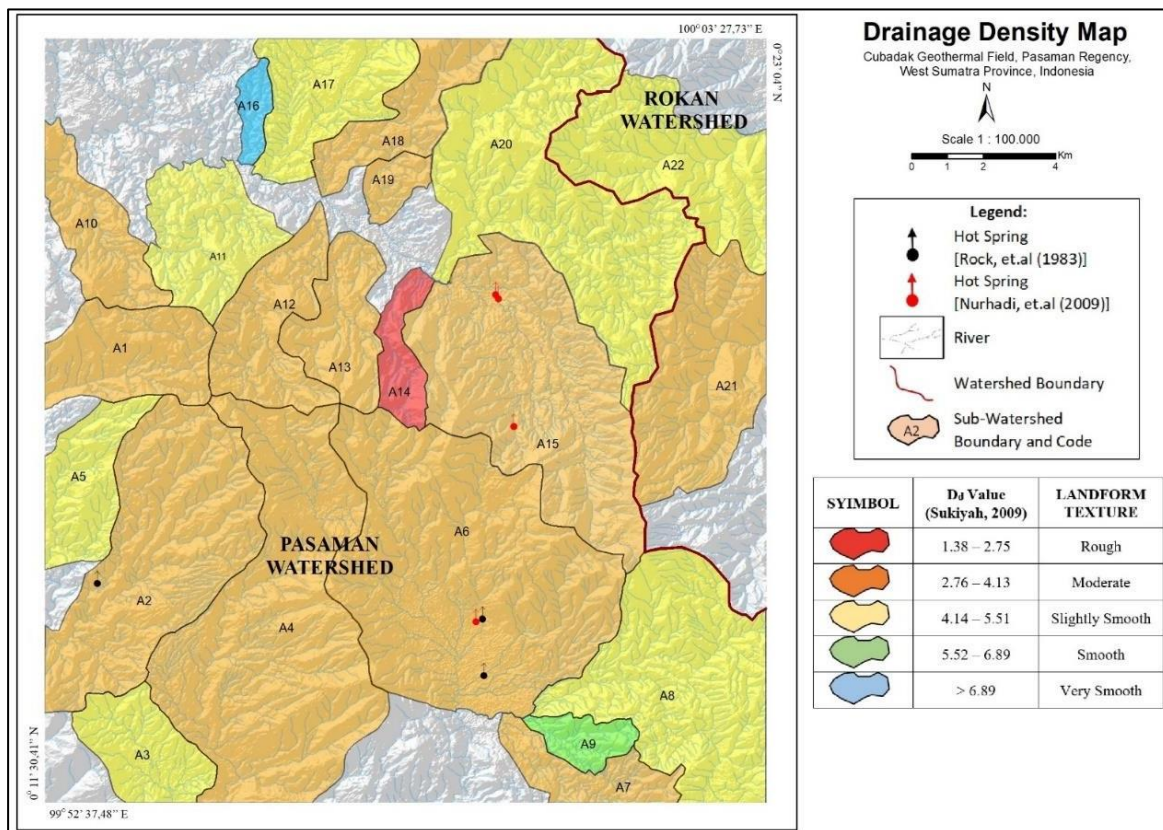 100° 03' 27,73" E
0° 23' 04" N
A17
A16
ROKAN
WATERSHED
A18
A20
A22
A19
A10
A11
A12
A1
A13
A14
A21
A15
A5
A6
PASAMAN
WATERSHED
A2
A4
A8
A3
A9
A7
0° 11' 30,41" N
99° 52' 37,48" E
Drainage Density Map
Cubadak Geothermal Field, Pasaman Regency,
West Sumatra Province, Indonesia
N
Scale 1 : 100.000
0 1 2 4 Km
Legend:
Hot Spring
[Rock, et.al (1983)]
Hot Spring
[Nurhadi, et.al (2009)]
River
Watershed Boundary
A2 Sub-Watershed
Boundary and Code
SYIMBOL Dd Value LANDFORM
(Sukiyah, 2009) TEXTURE
1.38 – 2.75 Rough
2.76 – 4.13 Moderate
4.14 – 5.51 Slightly Smooth
5.52 – 6.89 Smooth
> 6.89 Very Smooth